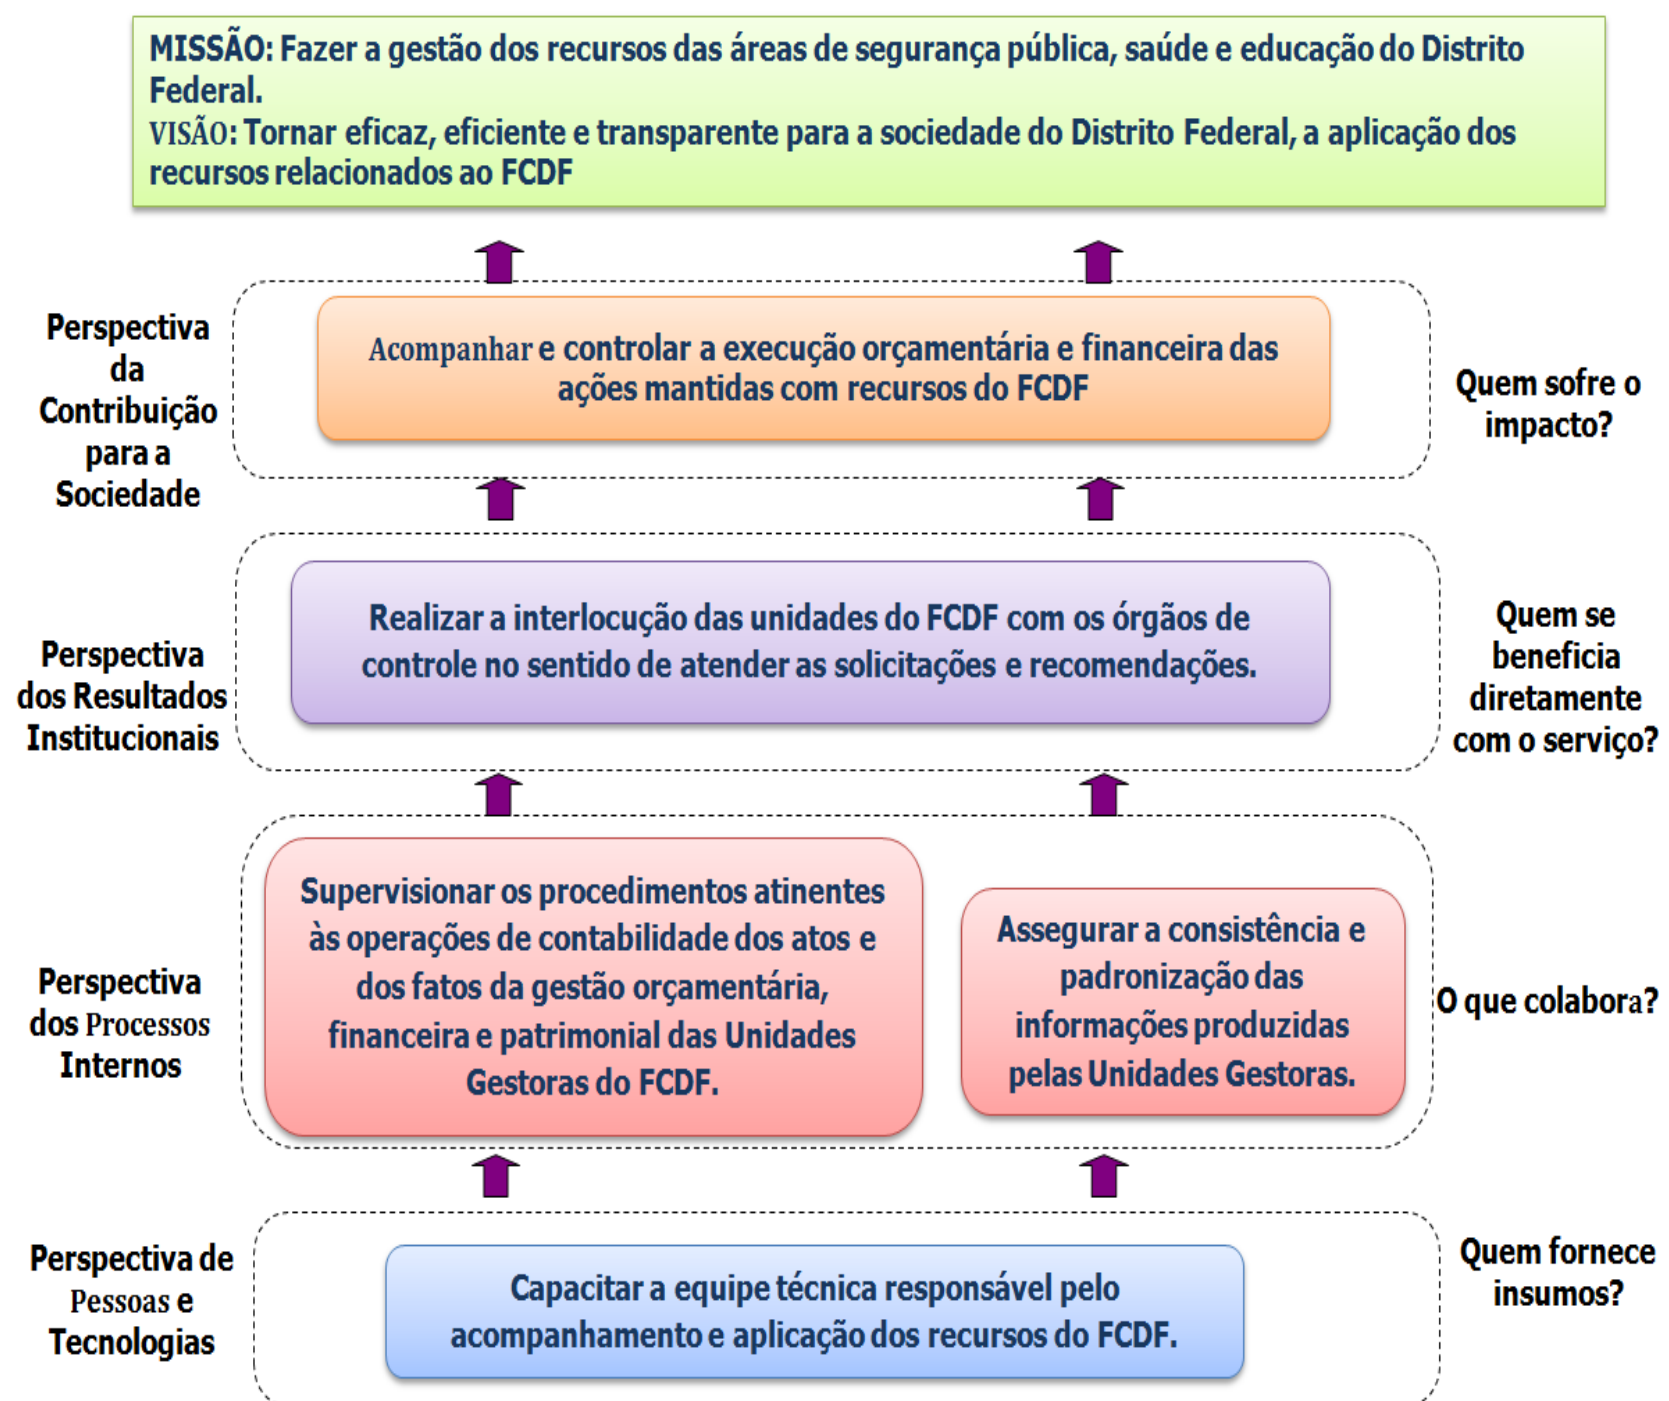 MISSÃO: Fazer a gestão dos recursos das áreas de segurança pública, saúde e educação do Distrito
Federal.
VISÃO: Tornar eficaz, eficiente e transparente para a sociedade do Distrito Federal, a aplicação dos
recursos relacionados ao FCDF
Perspectiva
da
Contribuição
para a
Sociedade
Acompanhar e controlar a execução orçamentária e financeira das
ações mantidas com recursos do FCDF
Quem sofre o
impacto?
Perspectiva
dos Resultados
Institucionais
Realizar a interlocução das unidades do FCDF com os órgãos de
controle no sentido de atender as solicitações e recomendações.
Quem se
beneficia
diretamente
com o serviço?
Perspectiva
dos Processos
Internos
Supervisionar os procedimentos atinentes
às operações de contabilidade dos atos e
dos fatos da gestão orçamentária,
financeira e patrimonial das Unidades
Gestoras do FCDF.
Assegurar a consistência e
padronização das
informações produzidas
pelas Unidades Gestoras.
O que colabora?
Perspectiva de
Pessoas e
Tecnologias
Capacitar a equipe técnica responsável pelo
acompanhamento e aplicação dos recursos do FCDF.
Quem fornece
insumos?